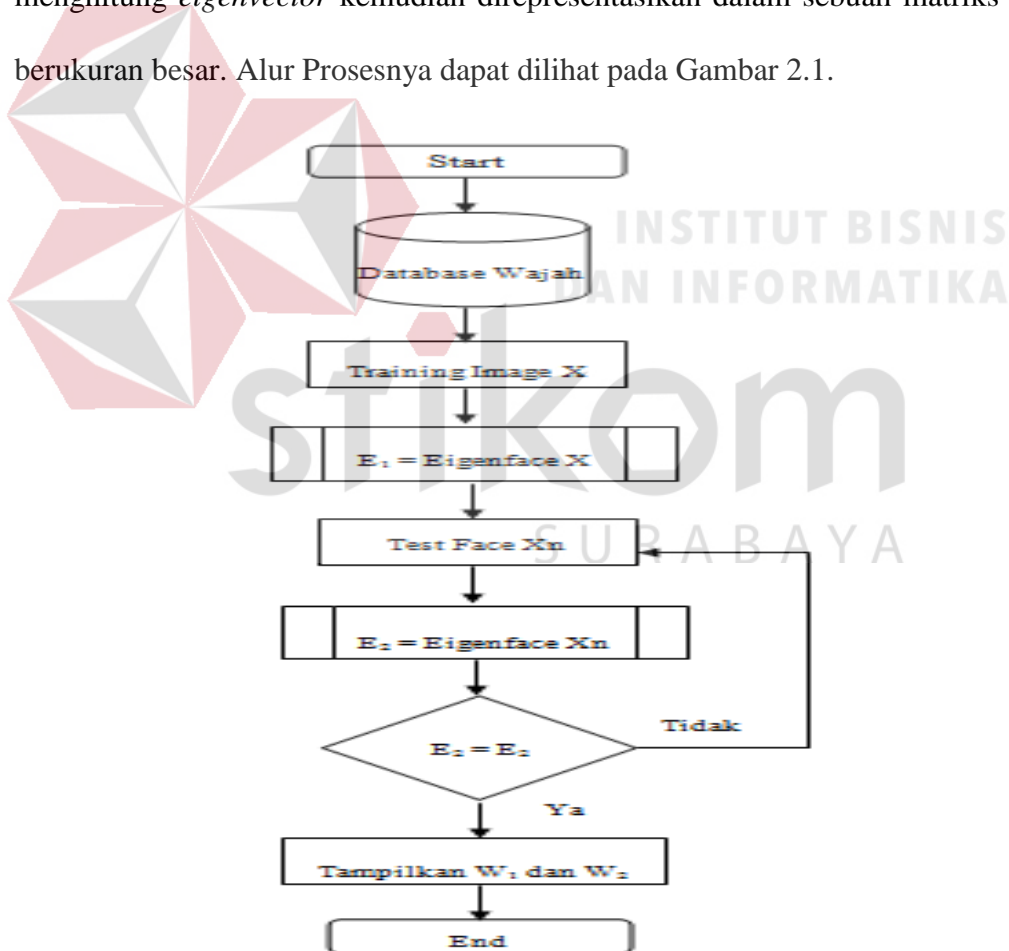 menghitung eigenvector kemudian direpresentasikan dalam sebuah matriks
berukuran besar. Alur Prosesnya dapat dilihat pada Gambar 2.1.
Start
INSTITUT BISNIS
Database Wajah
DAN INFORMATIKA
Training Image X
stikom
E₁ = Eigenface X
Test Face Xn
SURABAYA
E₂ = Eigenface Xn
Tidak
E₂ = E₂
Ya
Tampilkan W₁ dan W₂
End